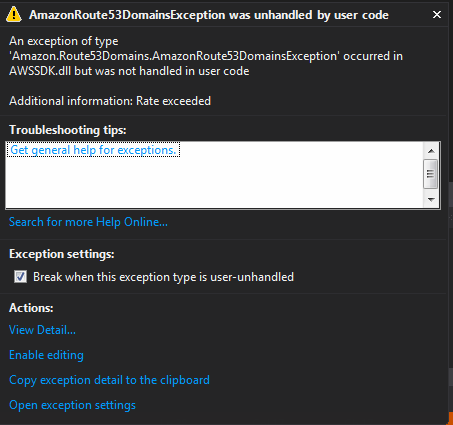 AmazonRoute53DomainsException was unhandled by user code
An exception of type
'Amazon.Route53Domains.AmazonRoute53DomainsException' occurred in
AWSSDK.dll but was not handled in user code
Additional information: Rate exceeded
Troubleshooting tips:
Get general help for exceptions.
Search for more Help Online...
Exception settings:
Break when this exception type is user-unhandled
Actions:
View Detail...
Enable editing
Copy exception detail to the clipboard
Open exception settings